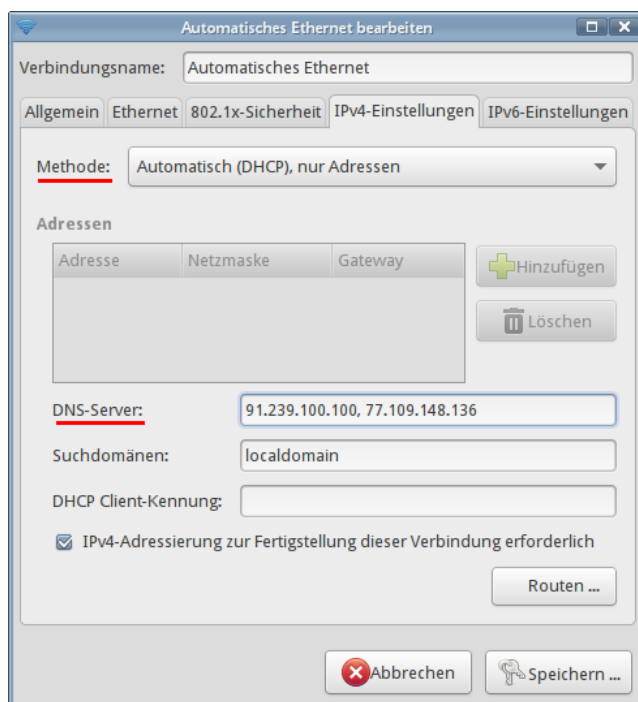 Automatisches Ethernet bearbeiten
Verbindungsname: Automatisches Ethernet
Allgemein Ethernet 802.1x-Sicherheit IPv4-Einstellungen IPv6-Einstellungen
Methode: Automatisch (DHCP), nur Adressen
Adressen
Adresse Netzmaske Gateway
Hinzufügen
Löschen
DNS-Server: 91.239.100.100, 77.109.148.136
Suchdomänen: localdomain
DHCP Client-Kennung:
IPv4-Adressierung zur Fertigstellung dieser Verbindung erforderlich
Routen ...
Abbrechen Speichern ...